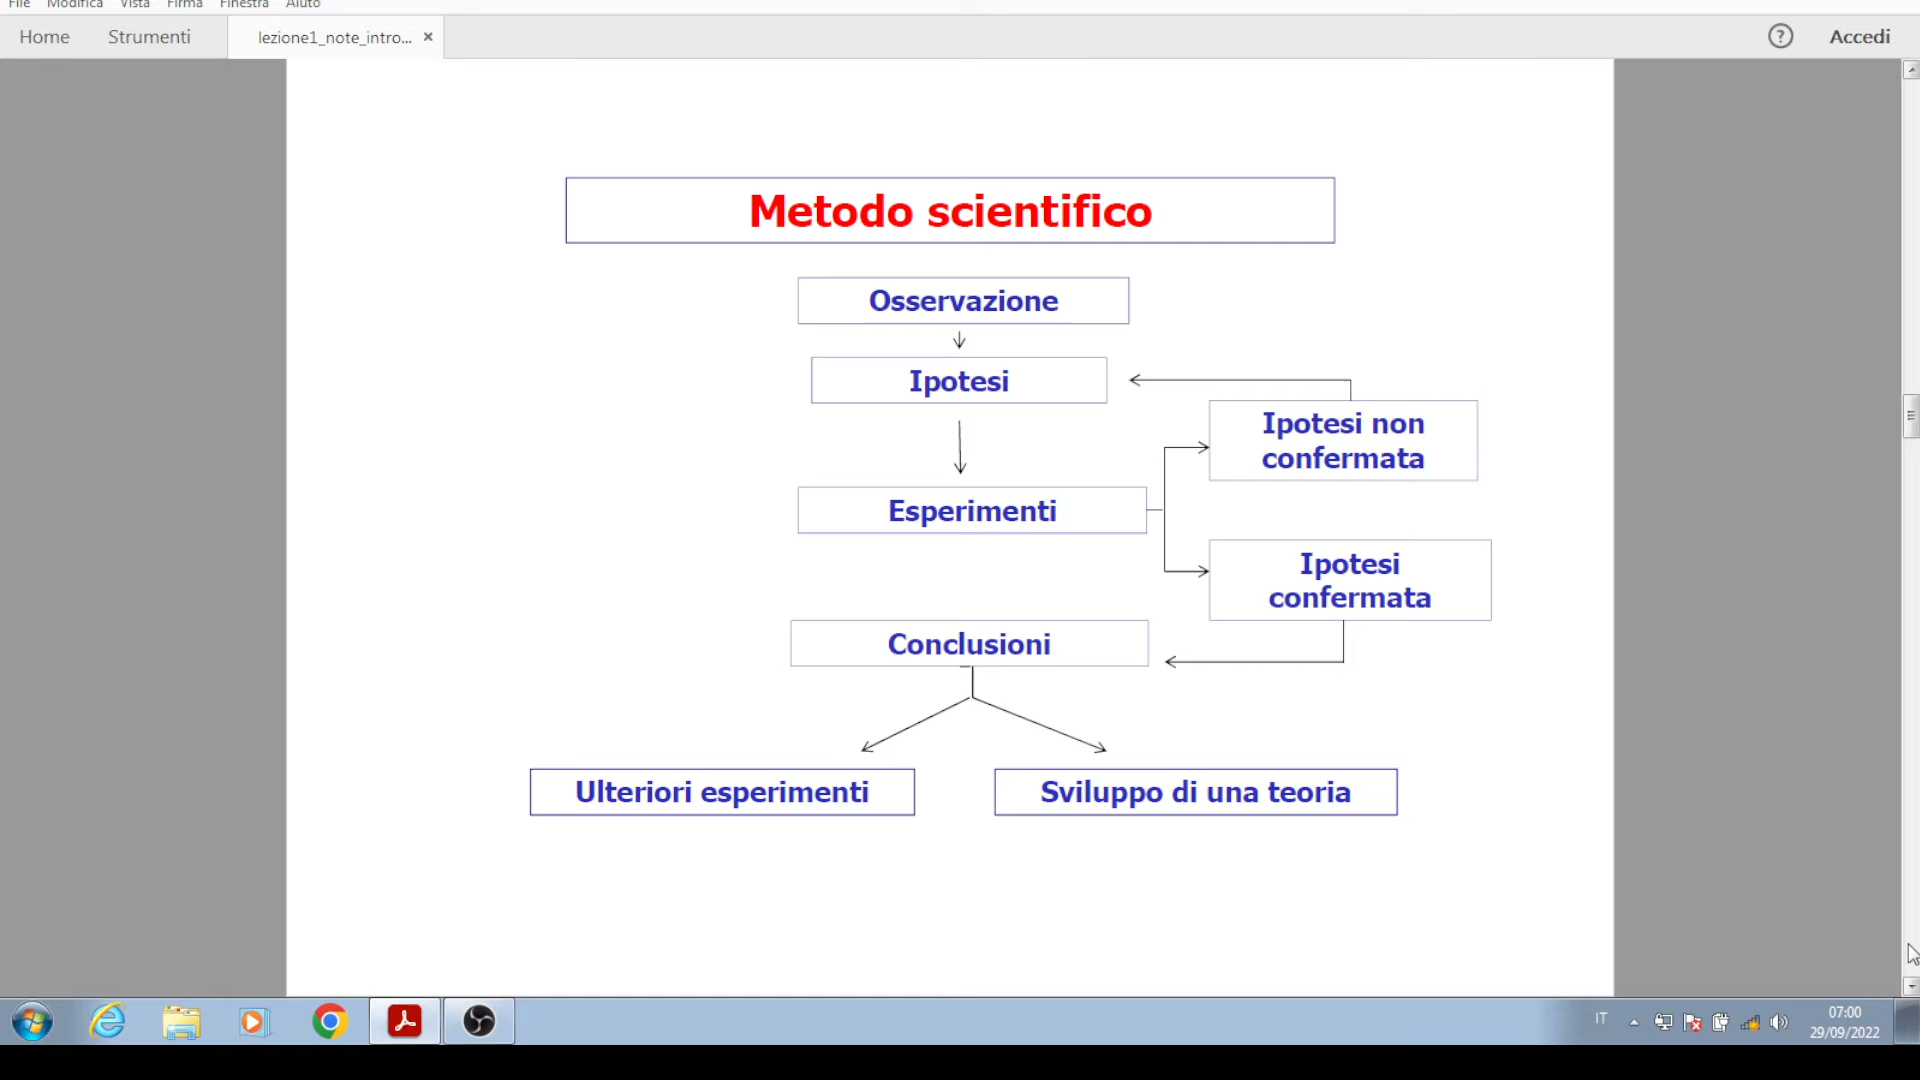 File Modifica Vista Firma Finestra Aiuto
Home Strumenti lezione1_note_intro... × Accedi
Metodo scientifico
Osservazione
Ipotesi
Ipotesi non
confermata
Esperimenti
Ipotesi
confermata
Conclusioni
Ulteriori esperimenti
Sviluppo di una teoria
IT
07:00
29/09/2022